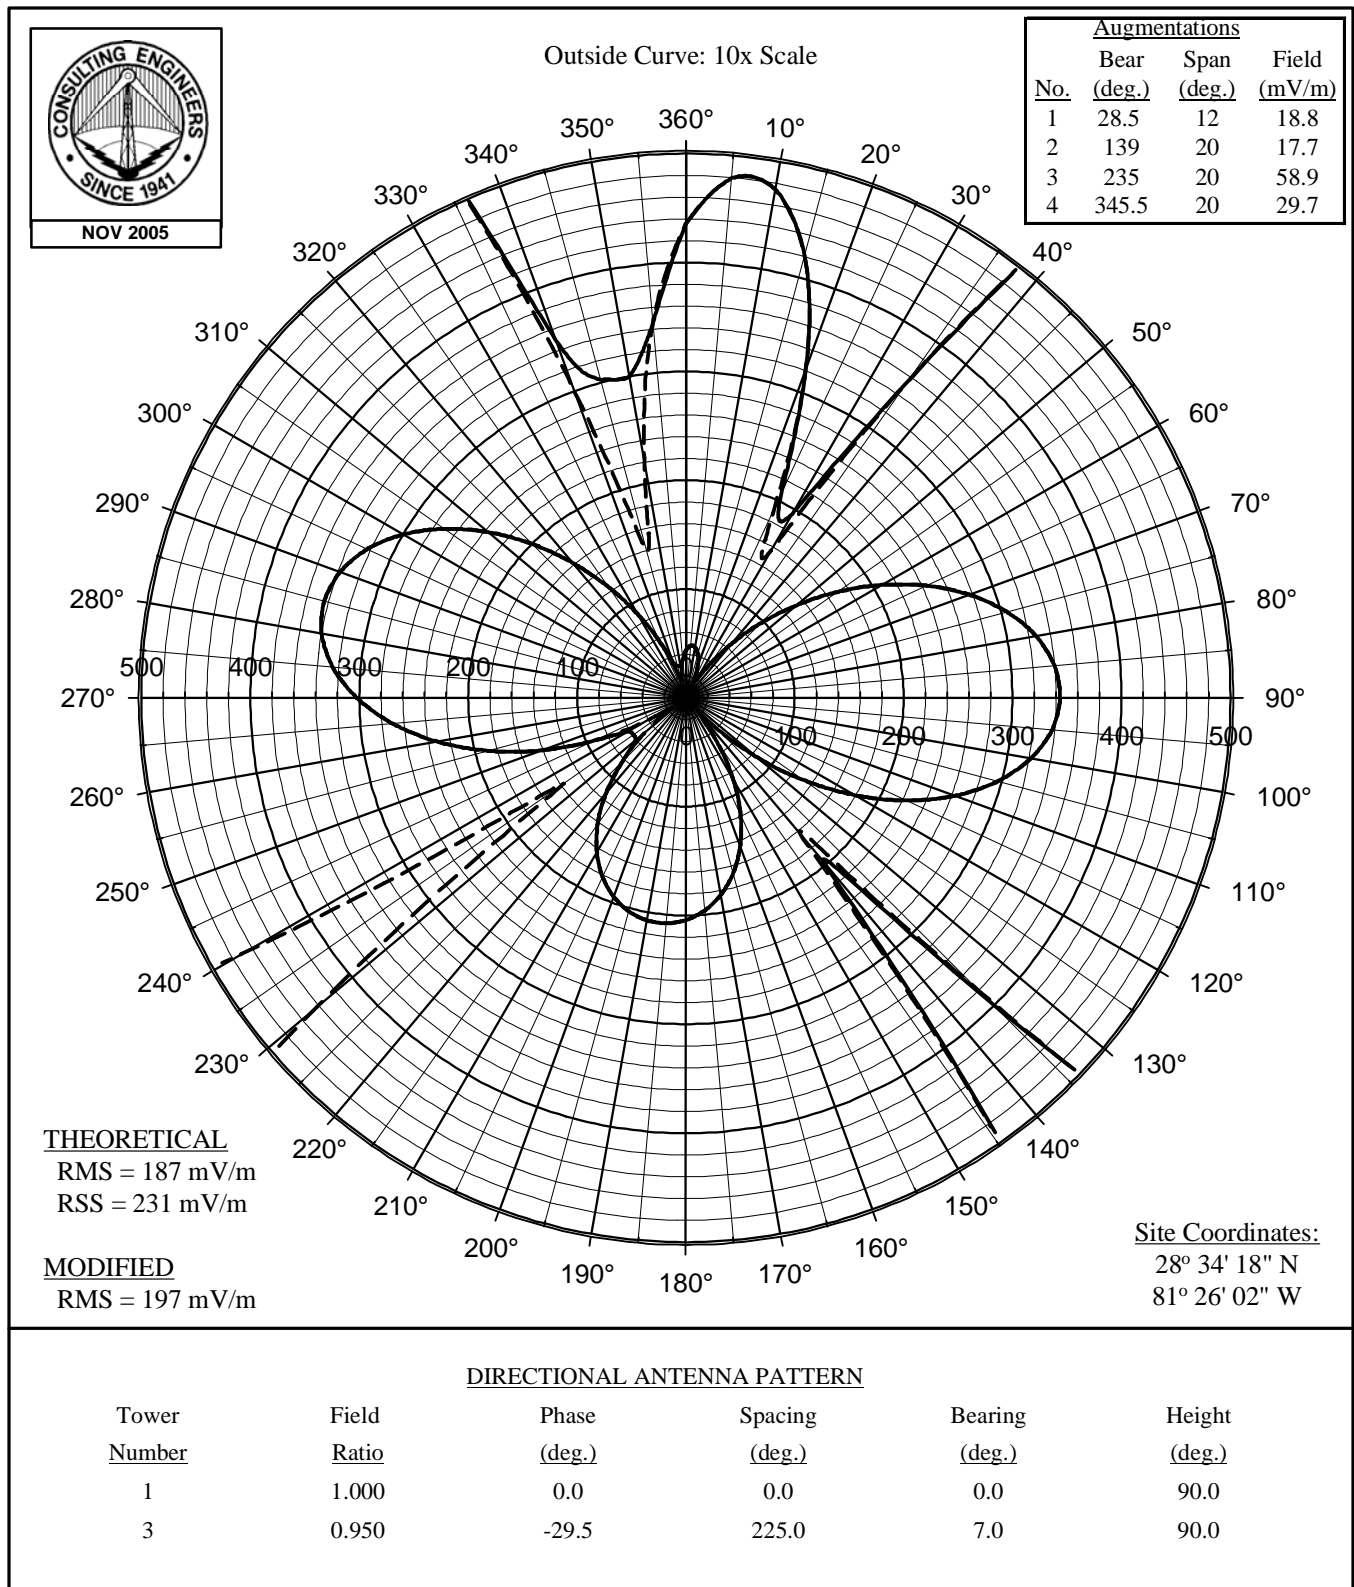 CONSULTING ENGINEERS
SINCE 1941
NOV 2005
Outside Curve: 10x Scale
Augmentations
Bear Span Field
No. (deg.) (deg.) (mV/m)
1 28.5 12 18.8
2 139 20 17.7
3 235 20 58.9
4 345.5 20 29.7
360°
10°
20°
30°
40°
50°
60°
70°
80°
90°
100°
110°
120°
130°
140°
150°
160°
170°
180°
190°
200°
210°
220°
230°
240°
250°
260°
270°
280°
290°
300°
310°
320°
330°
340°
350°
500 400 300 200 100
0 100 200 300 400 500
THEORETICAL
RMS = 187 mV/m
RSS = 231 mV/m
MODIFIED
RMS = 197 mV/m
Site Coordinates:
28° 34' 18" N
81° 26' 02" W
DIRECTIONAL ANTENNA PATTERN
Tower Field Phase Spacing Bearing Height
Number Ratio (deg.) (deg.) (deg.) (deg.)
1 1.000 0.0 0.0 0.0 90.0
3 0.950 -29.5 225.0 7.0 90.0